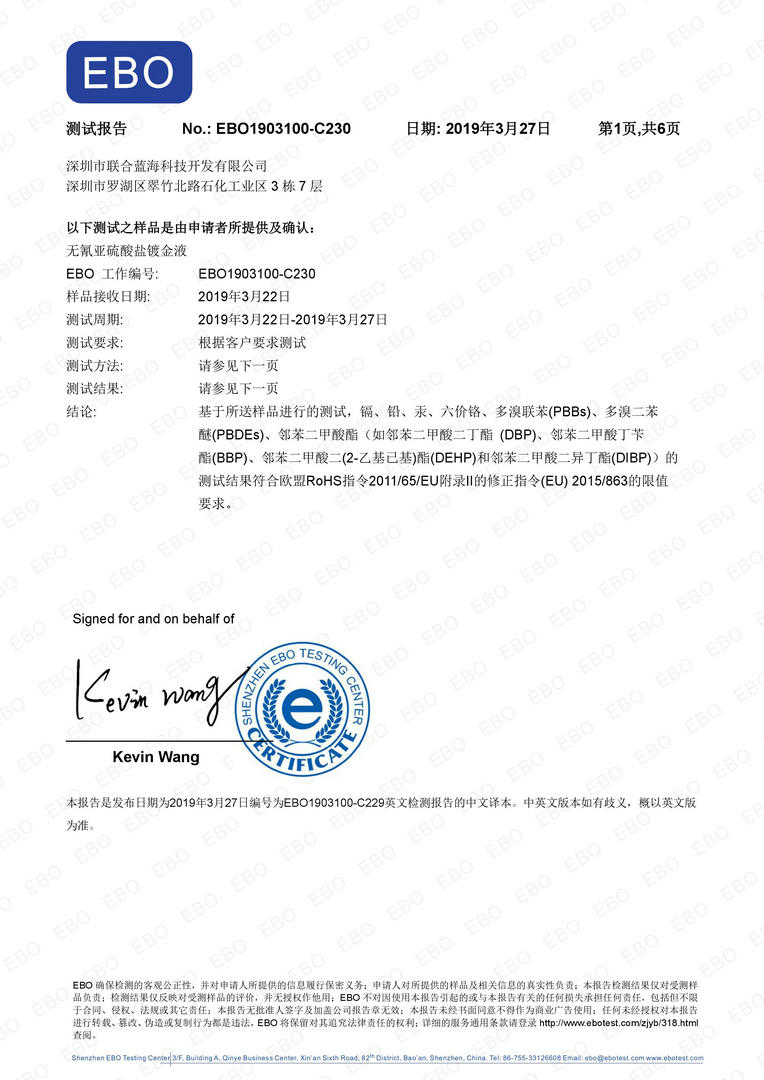 EBO
测试报告 No.: EBO1903100-C230 日期: 2019年3月27日 第1页,共6页
深圳市联合蓝海科技开发有限公司
深圳市罗湖区翠竹北路石化工业区 3 栋 7 层
以下测试之样品是由申请者所提供及确认：
无氰亚硫酸盐镀金液
EBO 工作编号: EBO1903100-C230
样品接收日期: 2019年3月22日
测试周期: 2019年3月22日-2019年3月27日
测试要求: 根据客户要求测试
测试方法: 请参见下一页
测试结果: 请参见下一页
结论: 基于所送样品进行的测试，镉、铅、汞、六价铬、多溴联苯(PBBs)、多溴二苯
醚(PBDEs)、邻苯二甲酸酯（如邻苯二甲酸二丁酯 (DBP)、邻苯二甲酸丁苄
酯(BBP)、邻苯二甲酸二(2-乙基已基)酯(DEHP)和邻苯二甲酸二异丁酯(DIBP)）的
测试结果符合欧盟RoHS指令2011/65/EU附录II的修正指令(EU) 2015/863的限值
要求。
Signed for and on behalf of
Kevin Wang
SHENZHEN EBO TESTING CENTER
e
CERTIFICATE
Kevin Wang
本报告是发布日期为2019年3月27日编号为EBO1903100-C229英文检测报告的中文译本。中英文版本如有歧义，概以英文版
为准。
EBO 确保检测的客观公正性，并对申请人所提供的信息履行保密义务；申请人对所提供的样品及相关信息的真实性负责；本报告检测结果仅对受测样
品负责；检测结果仅反映对受测样品的评价，并无授权作他用；EBO 不对因使用本报告引起的或与本报告有关的任何损失承担任何责任，包括但不限
于合同、侵权、法规或其它责任；本报告无批准人签字及加盖公司报告章无效；本报告未经书面同意不得作为商业广告使用；任何未经授权对本报告
进行转载、篡改、伪造或复制行为都是违法，EBO 将保留对其追究法律责任的权利；详细的服务通用条款请登录 http://www.ebotest.com/zjyb/318.html
查阅。
Shenzhen EBO Testing Center 3/F, Building A, Qinye Business Center, Xin'an Sixth Road, 82th District, Bao'an, Shenzhen, China. Tel: 86-755-33126608 Email: ebo@ebotest.com www.ebotest.com